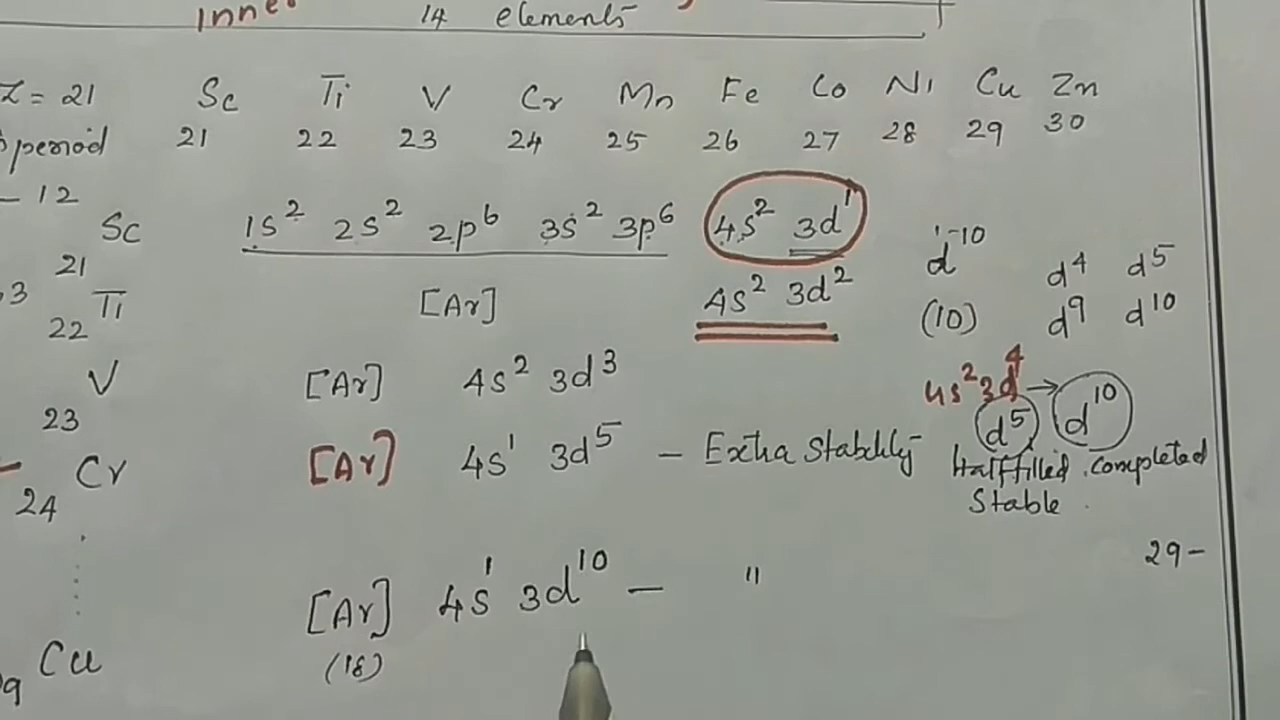 14 elements
Z = 21 Sc Ti V Cr Mn Fe Co Ni Cu Zn
period 21 22 23 24 25 26 27 28 29 30
- 12
Sc 1s² 2s² 2p⁶ 3s² 3p⁶ 4s² 3d¹ d¹⁻¹⁰ d⁴ d⁵
21
3 Ti [Ar] 4s² 3d² (10) d⁹ d¹⁰
22
V [Ar] 4s² 3d³ 4s² 3d⁴ →
23 d⁵ d¹⁰
Cr [Ar] 4s¹ 3d⁵ – Extra Stability Halffilled completed
24 Stable
29 –
[Ar] 4s¹ 3d¹⁰ – "
Cu (18)
9